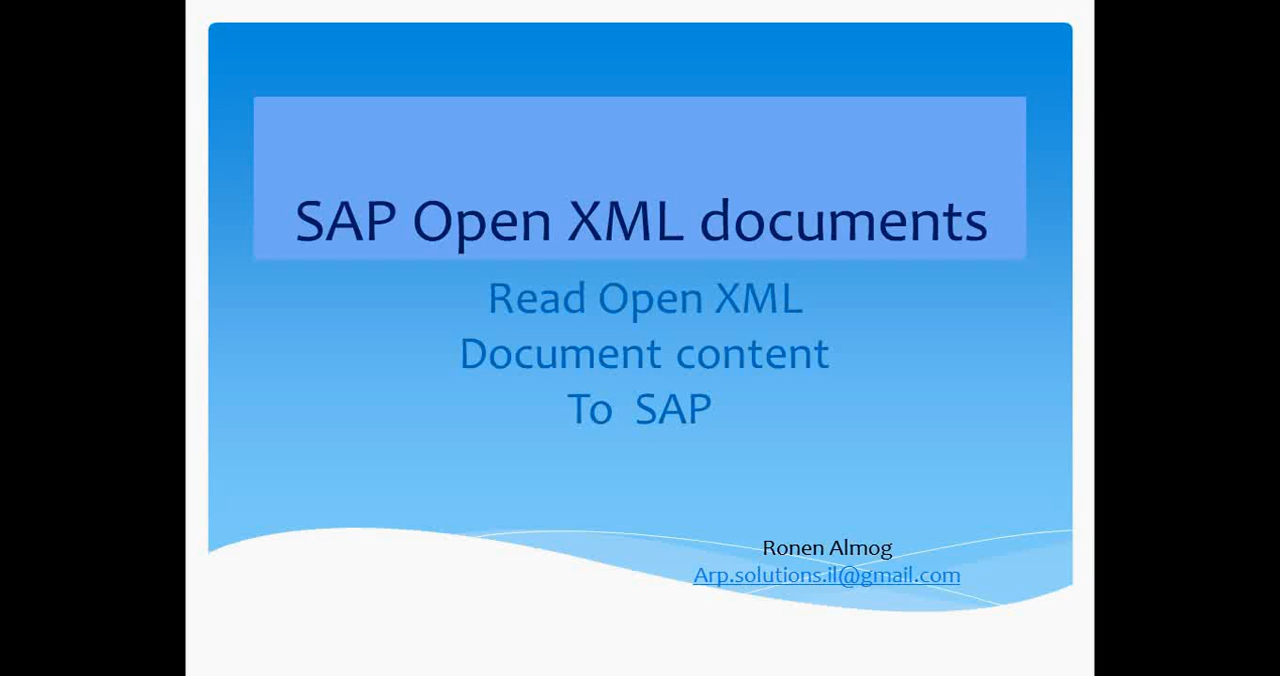 SAP Open XML documents
Read Open XML
Document content
To SAP
Ronen Almog
Arp.solutions.il@gmail.com